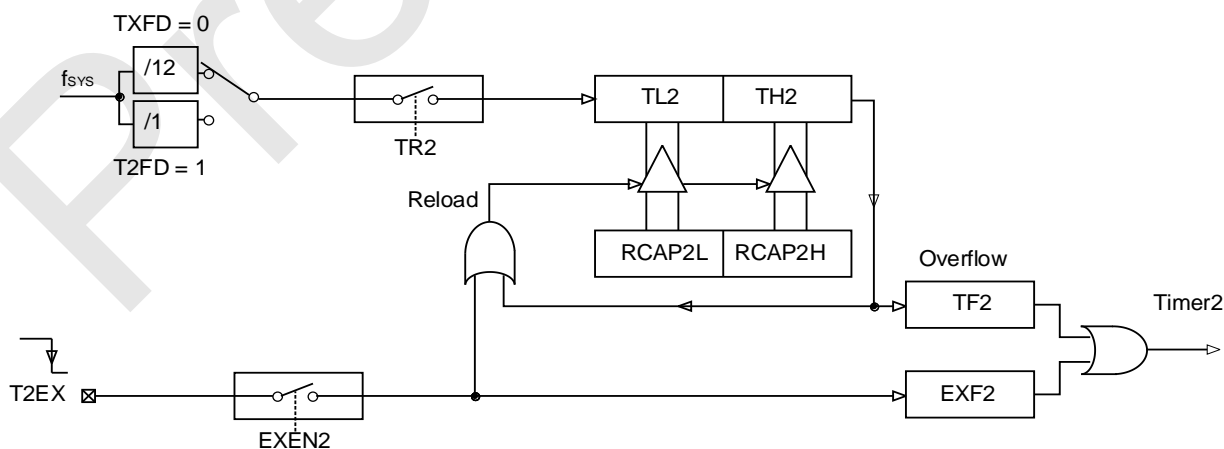 TXFD = 0
/12
fSYS
/1
T2FD = 1
TR2
TL2
TH2
Reload
RCAP2L
RCAP2H
Overflow
TF2
Timer2
T2EX
EXEN2
EXF2
Pre